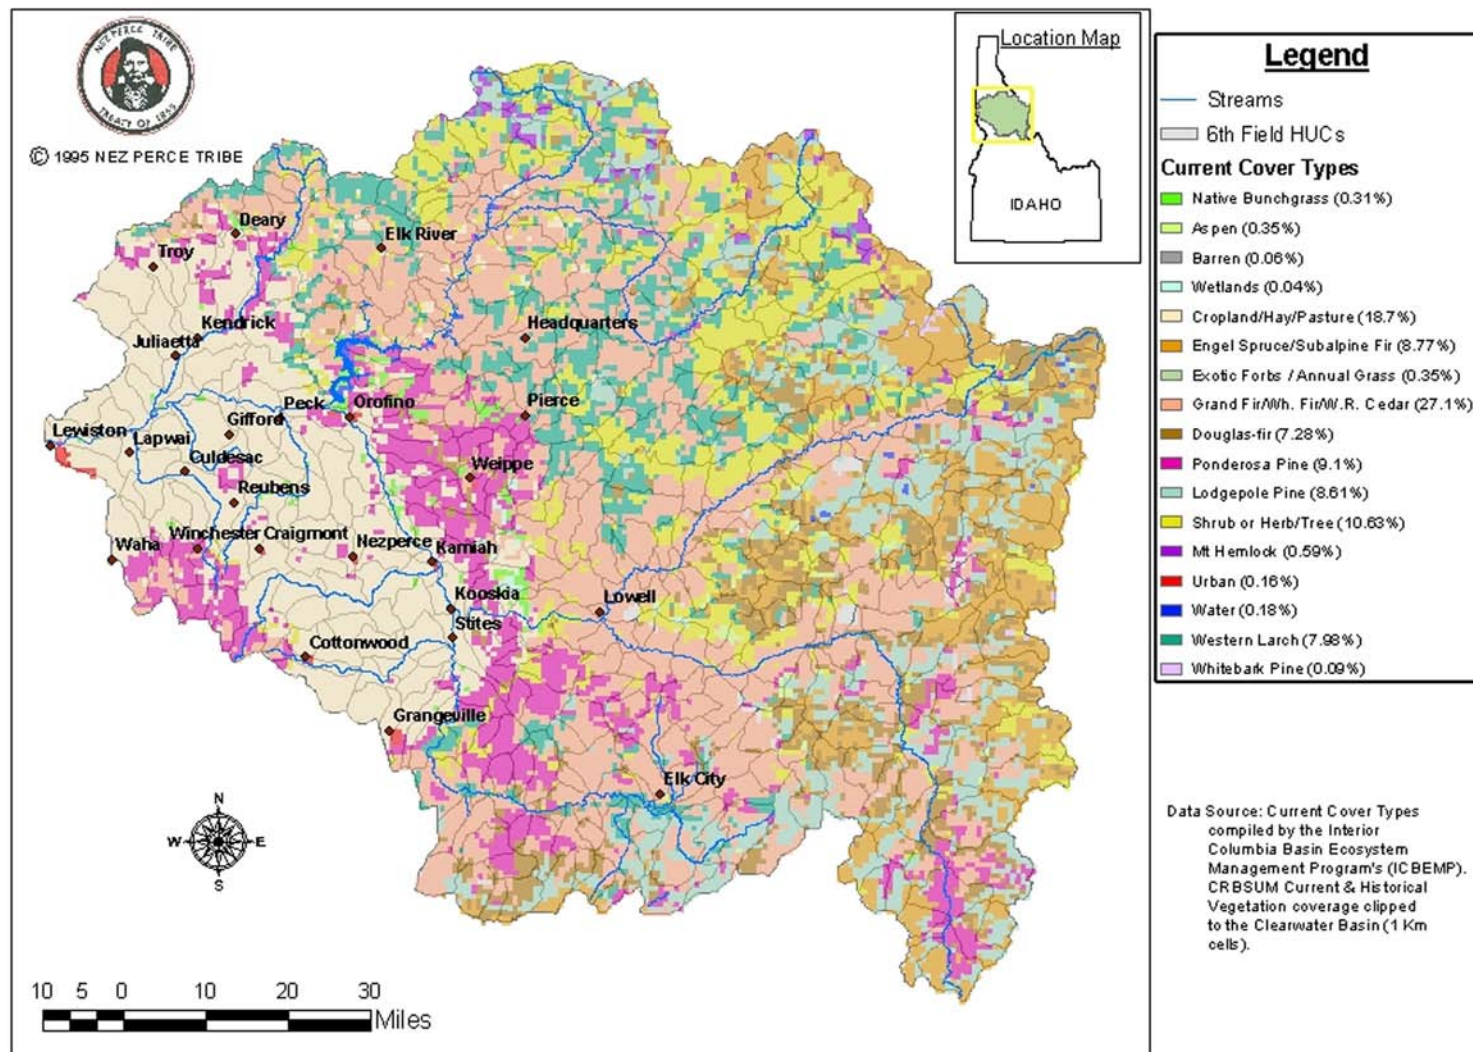 NEZ PERCE TRIBE
TREATY OF 1855
© 1995 NEZ PERCE TRIBE
Location Map
IDAHO
Deary
Troy
Elk River
Kendrick
Juliaetta
Headquarters
Peck
Orofino
Pierce
Gifford
Lewiston
Lapwai
Culdesac
Weippe
Reubens
Winchester
Craigmont
Waha
Nezperce
Kamiah
Kooskia
Lowell
Stites
Cottonwood
Grangeville
Elk City
N
W
E
S
10 5 0 10 20 30
Miles
Legend
Streams
6th Field HUCs
Current Cover Types
Native Bunchgrass (0.31%)
Aspen (0.35%)
Barren (0.06%)
Wetlands (0.04%)
Cropland/Hay/Pasture (18.7%)
Engel Spruce/Subalpine Fir (8.77%)
Exotic Forbs / Annual Grass (0.35%)
Grand Fir/Wh. Fir/W.R. Cedar (27.1%)
Douglas-fir (7.28%)
Ponderosa Pine (9.1%)
Lodgepole Pine (8.61%)
Shrub or Herb/Tree (10.63%)
Mt Hemlock (0.59%)
Urban (0.16%)
Water (0.18%)
Western Larch (7.98%)
Whitebark Pine (0.09%)
Data Source: Current Cover Types
compiled by the Interior
Columbia Basin Ecosystem
Management Program's (ICBEMP).
CRBSUM Current & Historical
Vegetation coverage clipped
to the Clearwater Basin (1 Km
cells).